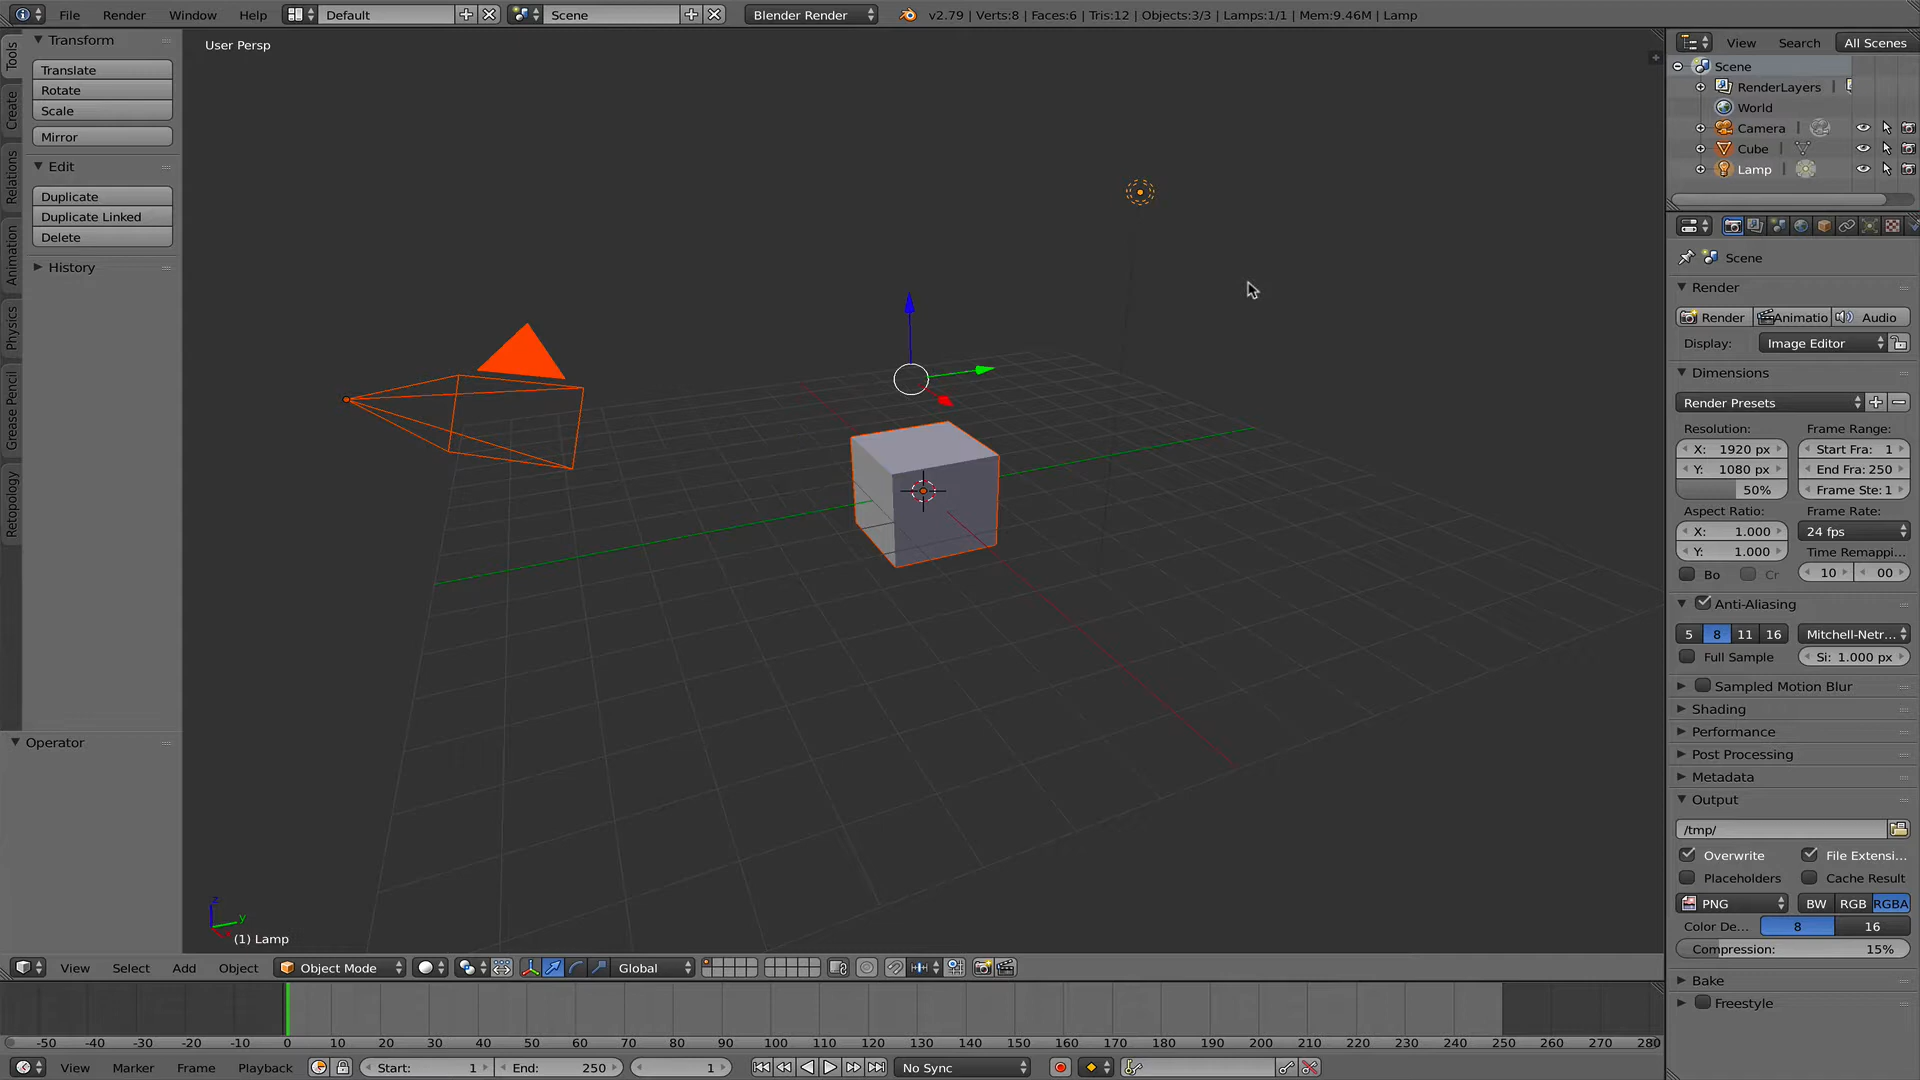 File Render Window Help Default Scene Blender Render v2.79 | Verts:8 | Faces:6 | Tris:12 | Objects:3/3 | Lamps:1/1 | Mem:9.46M | Lamp
Tools
Create
Relations
Animation
Physics
Grease Pencil
Retopology
Transform
Translate
Rotate
Scale
Mirror
Edit
Duplicate
Duplicate Linked
Delete
History
Operator
User Persp
z
y
(1) Lamp
View Search All Scenes
Scene
RenderLayers
World
Camera
Cube
Lamp
Scene
Render
Render Animatio Audio
Display: Image Editor
Dimensions
Render Presets
Resolution: Frame Range:
X: 1920 px Start Fra: 1
Y: 1080 px End Fra: 250
50% Frame Ste: 1
Aspect Ratio: Frame Rate:
X: 1.000 24 fps
Y: 1.000 Time Remappi...
Bo Cr 10 00
Anti-Aliasing
5 8 11 16 Mitchell-Netr...
Full Sample Si: 1.000 px
Sampled Motion Blur
Shading
Performance
Post Processing
Metadata
Output
/tmp/
Overwrite File Extensi...
Placeholders Cache Result
PNG BW RGB RGBA
Color De... 8 16
Compression: 15%
Bake
Freestyle
View Select Add Object Object Mode Global
-50 -40 -30 -20 -10 0 10 20 30 40 50 60 70 80 90 100 110 120 130 140 150 160 170 180 190 200 210 220 230 240 250 260 270 280
View Marker Frame Playback Start: 1 End: 250 1 No Sync